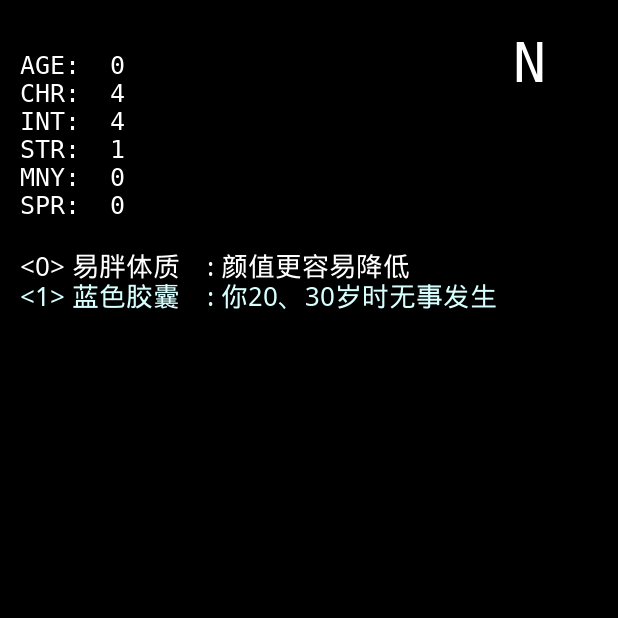 N
AGE: 0
CHR: 4
INT: 4
STR: 1
MNY: 0
SPR: 0
<0> 易胖体质 : 颜值更容易降低
<1> 蓝色胶囊 : 你20、30岁时无事发生